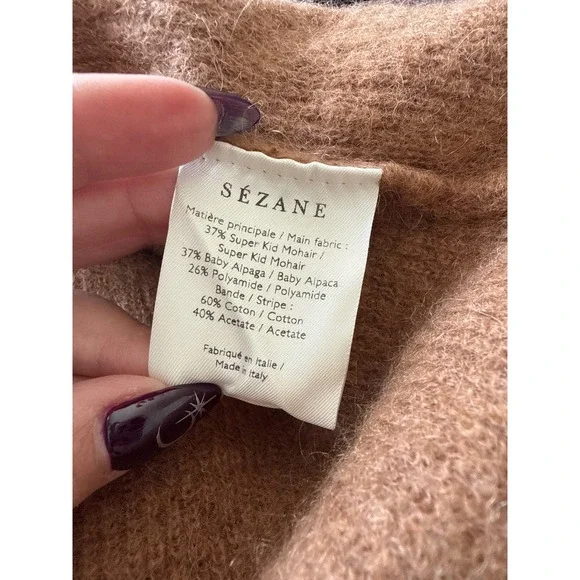 SÉZANE
Matière principale / Main fabric :
37% Super Kid Mohair /
Super Kid Mohair
37% Baby Alpaga / Baby Alpaca
26% Polyamide / Polyamide
Bande / Stripe :
60% Coton / Cotton
40% Acetate / Acetate
Fabriqué en Italie /
Made in Italy